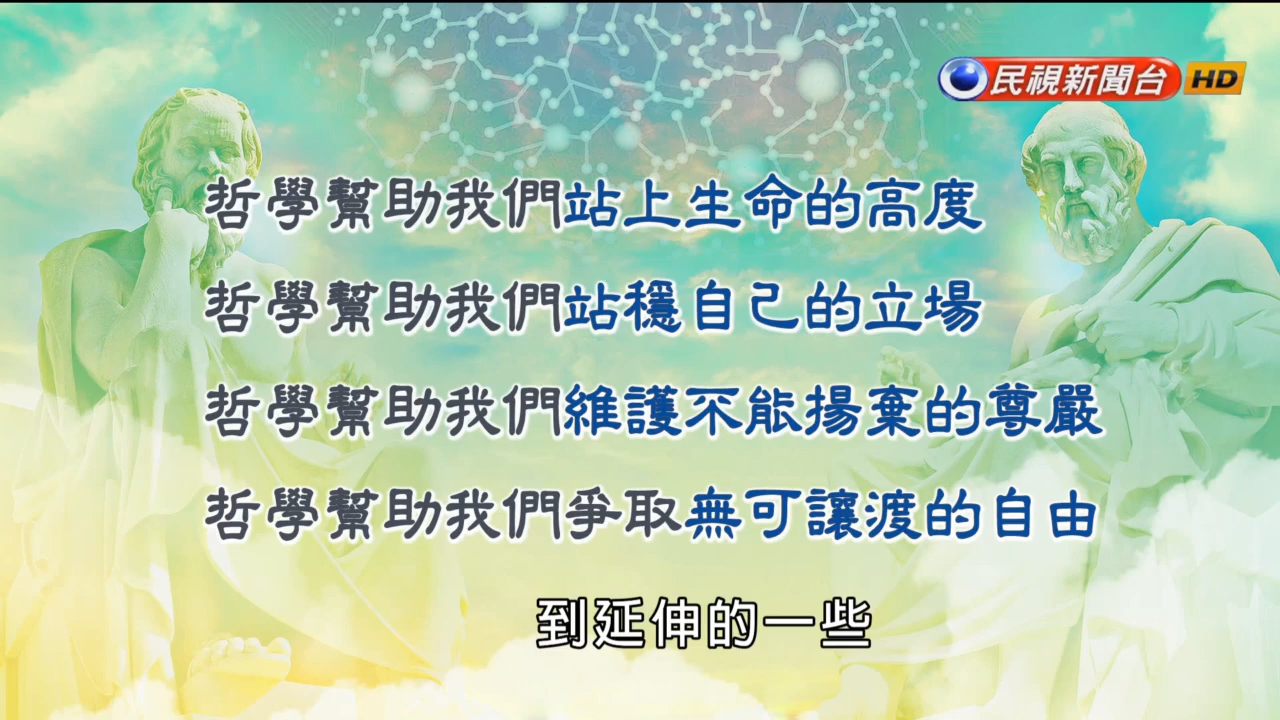 民視新聞台 HD
哲學幫助我們站上生命的高度
哲學幫助我們站穩自己的立場
哲學幫助我們維護不能揚棄的尊嚴
哲學幫助我們爭取無可讓渡的自由
到延伸的一些